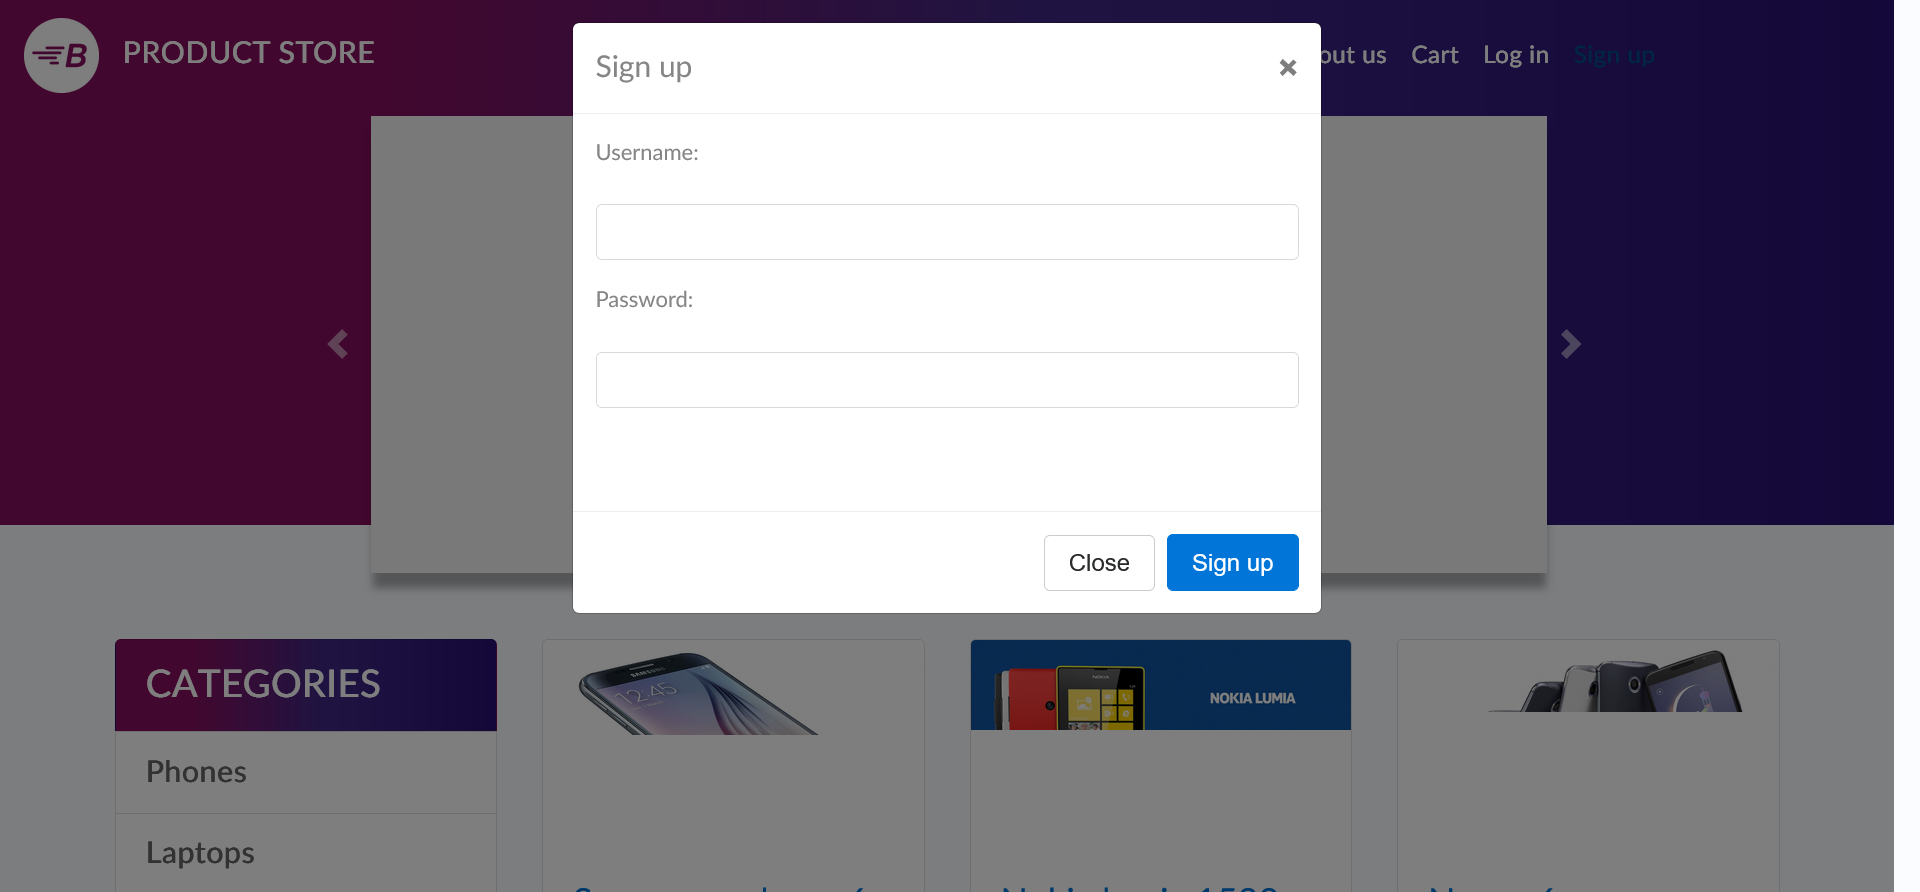 B PRODUCT STORE
out us Cart Log in Sign up
Sign up
Username:
Password:
Close Sign up
CATEGORIES
Phones
Laptops
12:45
NOKIA
NOKIA LUMIA